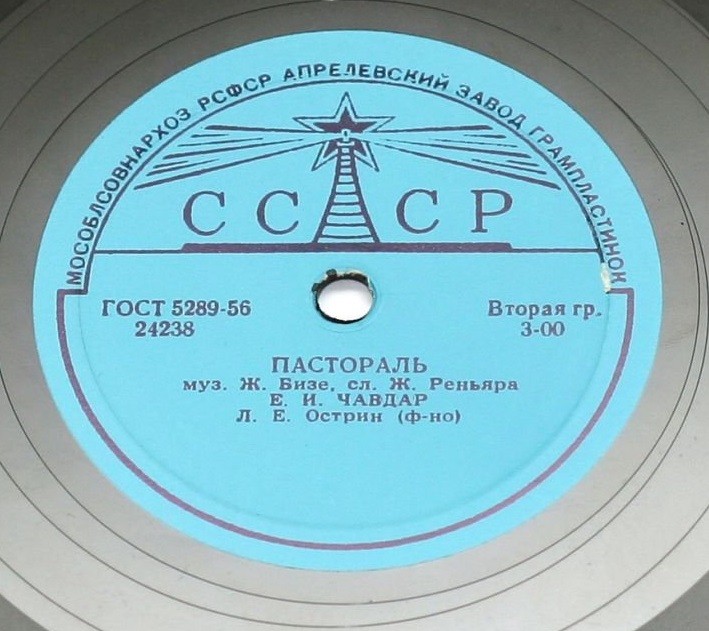 МОСОБЛСОВНАРХОЗ РСФСР АПРЕЛЕВСКИЙ ЗАВОД ГРАМПЛАСТИНОК
СССР
ГОСТ 5289-56
24238
Вторая гр.
3-00
ПАСТОРАЛЬ
муз. Ж. Бизе, сл. Ж. Реньяра
Е. И. ЧАВДАР
Л. Е. Острин (ф-но)